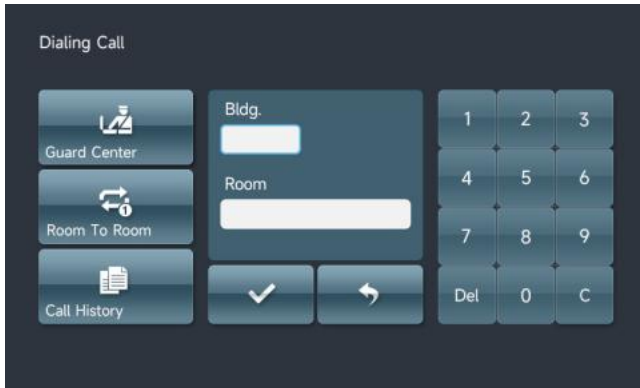 Dialing Call
Guard Center
Room To Room
Call History
Bldg.
Room
1 2 3
4 5 6
7 8 9
Del 0 C